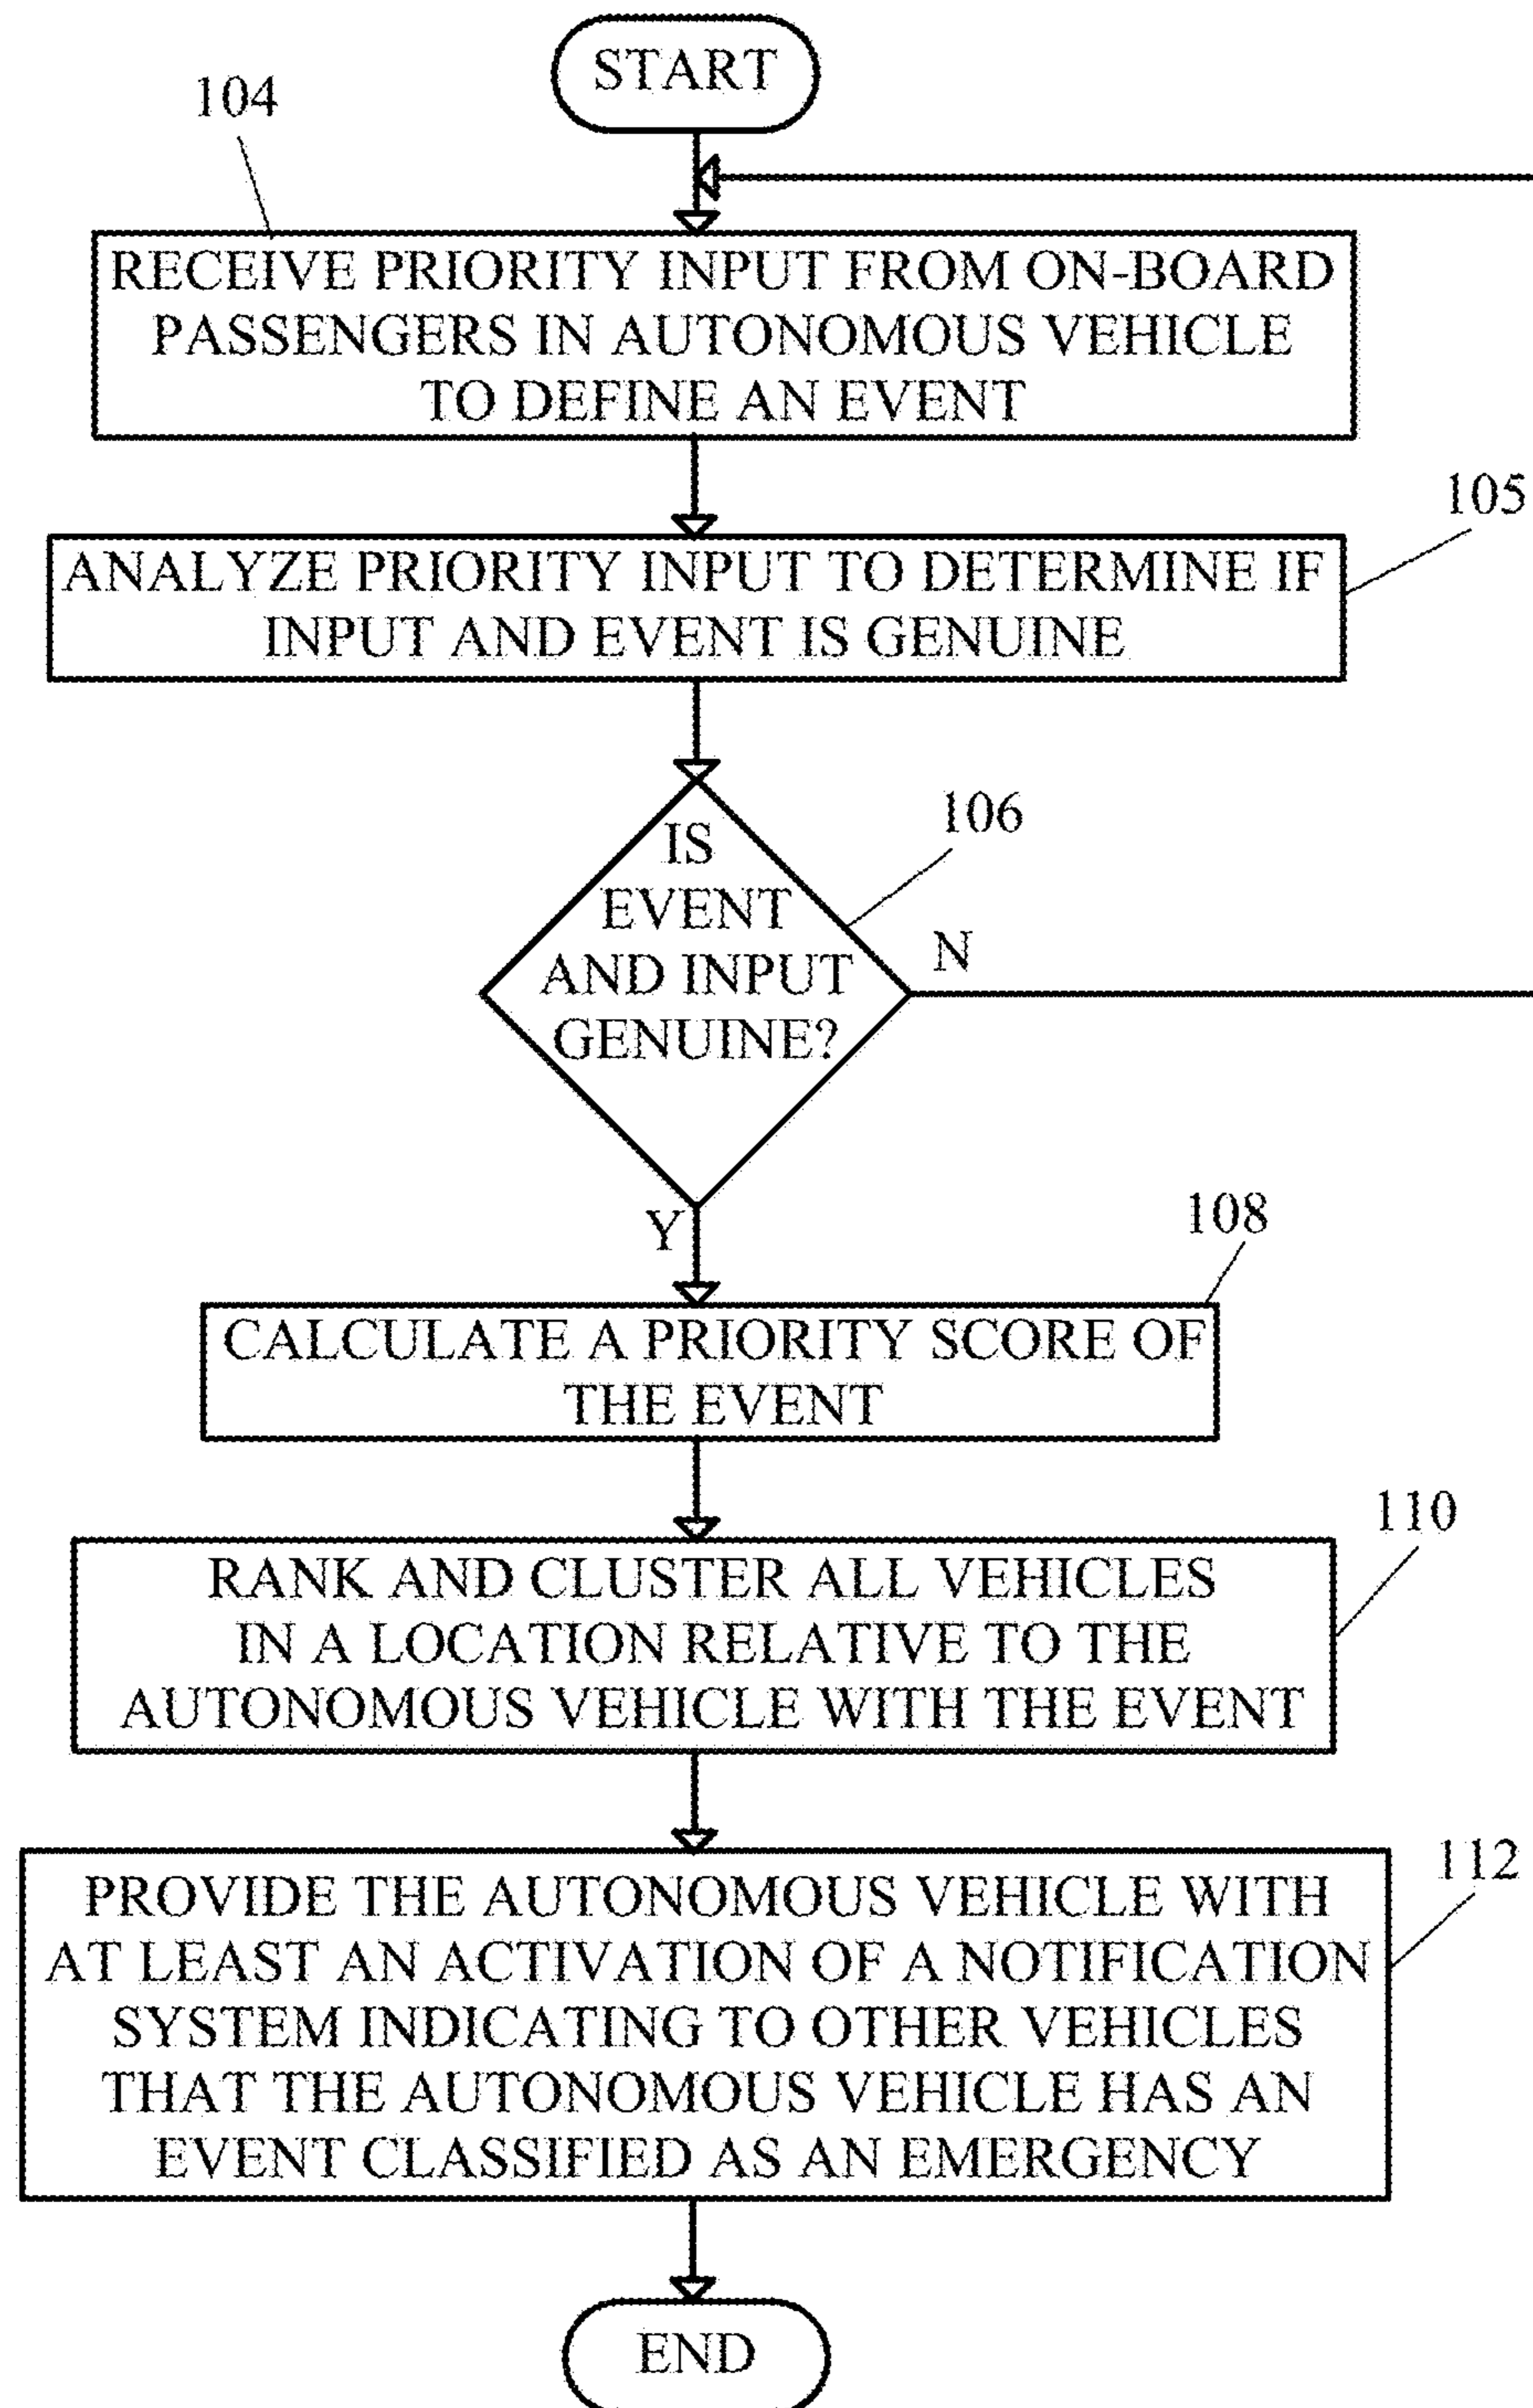 START
104
RECEIVE PRIORITY INPUT FROM ON-BOARD
PASSENGERS IN AUTONOMOUS VEHICLE
TO DEFINE AN EVENT
105
ANALYZE PRIORITY INPUT TO DETERMINE IF
INPUT AND EVENT IS GENUINE
106
IS
EVENT
AND INPUT
GENUINE?
N
Y
108
CALCULATE A PRIORITY SCORE OF
THE EVENT
110
RANK AND CLUSTER ALL VEHICLES
IN A LOCATION RELATIVE TO THE
AUTONOMOUS VEHICLE WITH THE EVENT
112
PROVIDE THE AUTONOMOUS VEHICLE WITH
AT LEAST AN ACTIVATION OF A NOTIFICATION
SYSTEM INDICATING TO OTHER VEHICLES
THAT THE AUTONOMOUS VEHICLE HAS AN
EVENT CLASSIFIED AS AN EMERGENCY
END